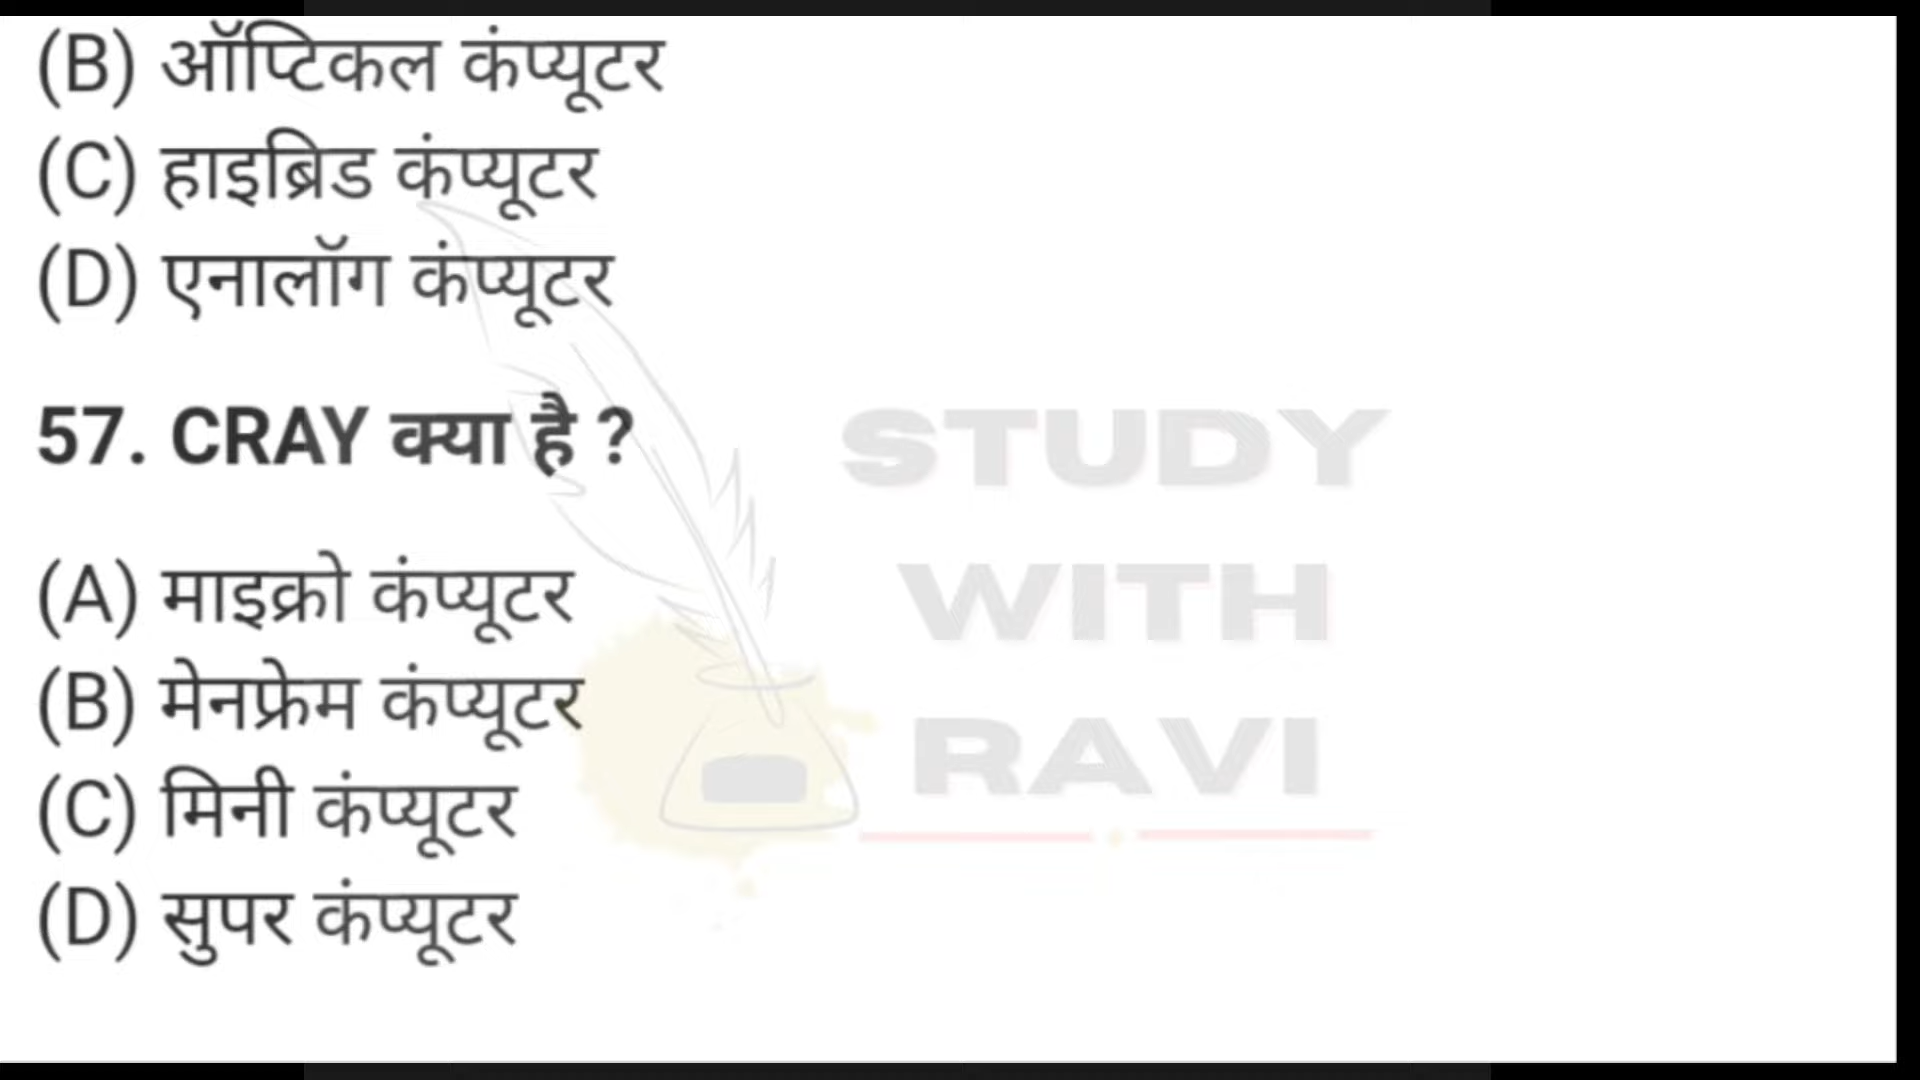 (B) ऑप्टिकल कंप्यूटर
(C) हाइब्रिड कंप्यूटर
(D) एनालॉग कंप्यूटर
57. CRAY क्या है ?
(A) माइक्रो कंप्यूटर
(B) मेनफ्रेम कंप्यूटर
(C) मिनी कंप्यूटर
(D) सुपर कंप्यूटर
STUDY
WITH
RAVI